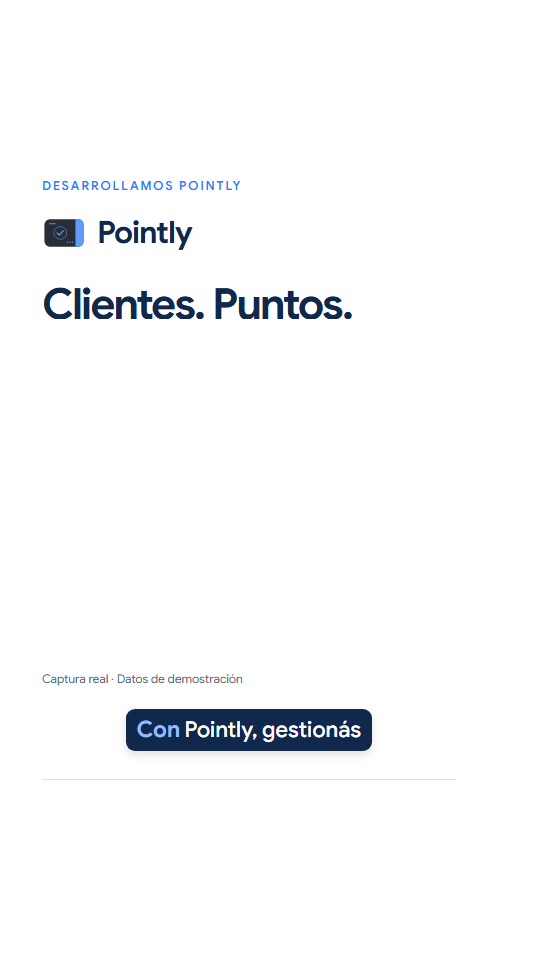 DESARROLLAMOS POINTLY
Pointly
Clientes. Puntos.
Captura real · Datos de demostración
Con Pointly, gestionás